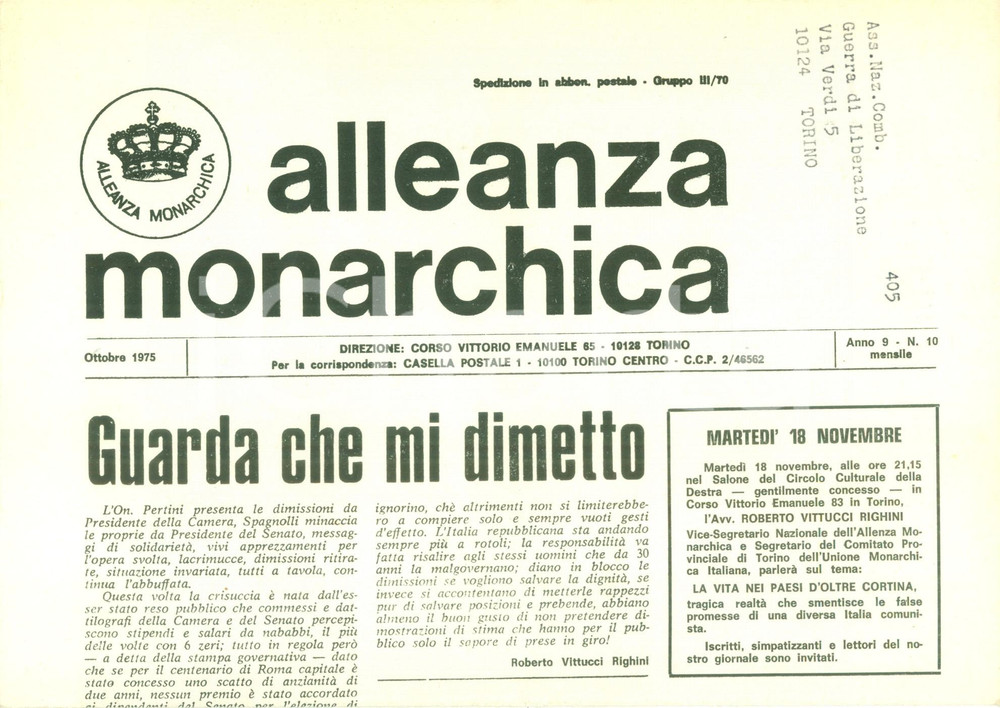 Spedizione in abbon. postale - Gruppo III/70
Ass.Naz.Comb.
Guerra di Liberazione
Via Verdi 5
10124 TORINO
405
ALLEANZA MONARCHICA
alleanza
monarchica
Ottobre 1975
DIREZIONE: CORSO VITTORIO EMANUELE 65 - 10128 TORINO
Per la corrispondenza: CASELLA POSTALE 1 - 10100 TORINO CENTRO - C.C.P. 2/46562
Anno 9 - N. 10
mensile
Guarda che mi dimetto
L'On. Pertini presenta le dimissioni da
Presidente della Camera, Spagnolli minaccia
le proprie da Presidente del Senato, messag-
gi di solidarietà, vivi apprezzamenti per
l'opera svolta, lacrimucce, dimissioni ritira-
te, situazione invariata, tutti a tavola, con-
tinua l'abbuffata.
Questa volta la crisuccia è nata dall'es-
ser stato reso pubblico che commessi e dat-
tilografi della Camera e del Senato percepi-
scono stipendi e salari da nababbi, il più
delle volte con 6 zeri; tutto in regola però
— a detta della stampa governativa — dato
che se per il centenario di Roma capitale è
stato concesso uno scatto di anzianità di
due anni, nessun premio è stato accordato
ai dipendenti del Senato per l'elezione di
ignorino, chè altrimenti non si limiterebbe-
ro a compiere solo e sempre vuoti gesti
d'effetto. L'Italia repubblicana sta andando
sempre più a rotoli; la responsabilità va
fatta risalire agli stessi uomini che da 30
anni la malgovernano; diano in blocco le
dimissioni se vogliono salvare la dignità, se
invece si accontentano di metterle rappezzi
pur di salvare posizioni e prebende, abbiano
almeno il buon gusto di non pretendere di-
mostrazioni di stima che hanno per il pub-
blico solo il sapore di prese in giro!
Roberto Vittucci Righini
MARTEDI' 18 NOVEMBRE
Martedì 18 novembre, alle ore 21,15
nel Salone del Circolo Culturale della
Destra — gentilmente concesso — in
Corso Vittorio Emanuele 83 in Torino,
l'Avv. ROBERTO VITTUCCI RIGHINI
Vice-Segretario Nazionale dell'Allenza Mo-
narchica e Segretario del Comitato Pro-
vinciale di Torino dell'Unione Monarchi-
ca Italiana, parlerà sul tema:
LA VITA NEI PAESI D'OLTRE CORTINA,
tragica realtà che smentisce le false
promesse di una diversa Italia comuni-
sta.
Iscritti, simpatizzanti e lettori del no-
stro giornale sono invitati.